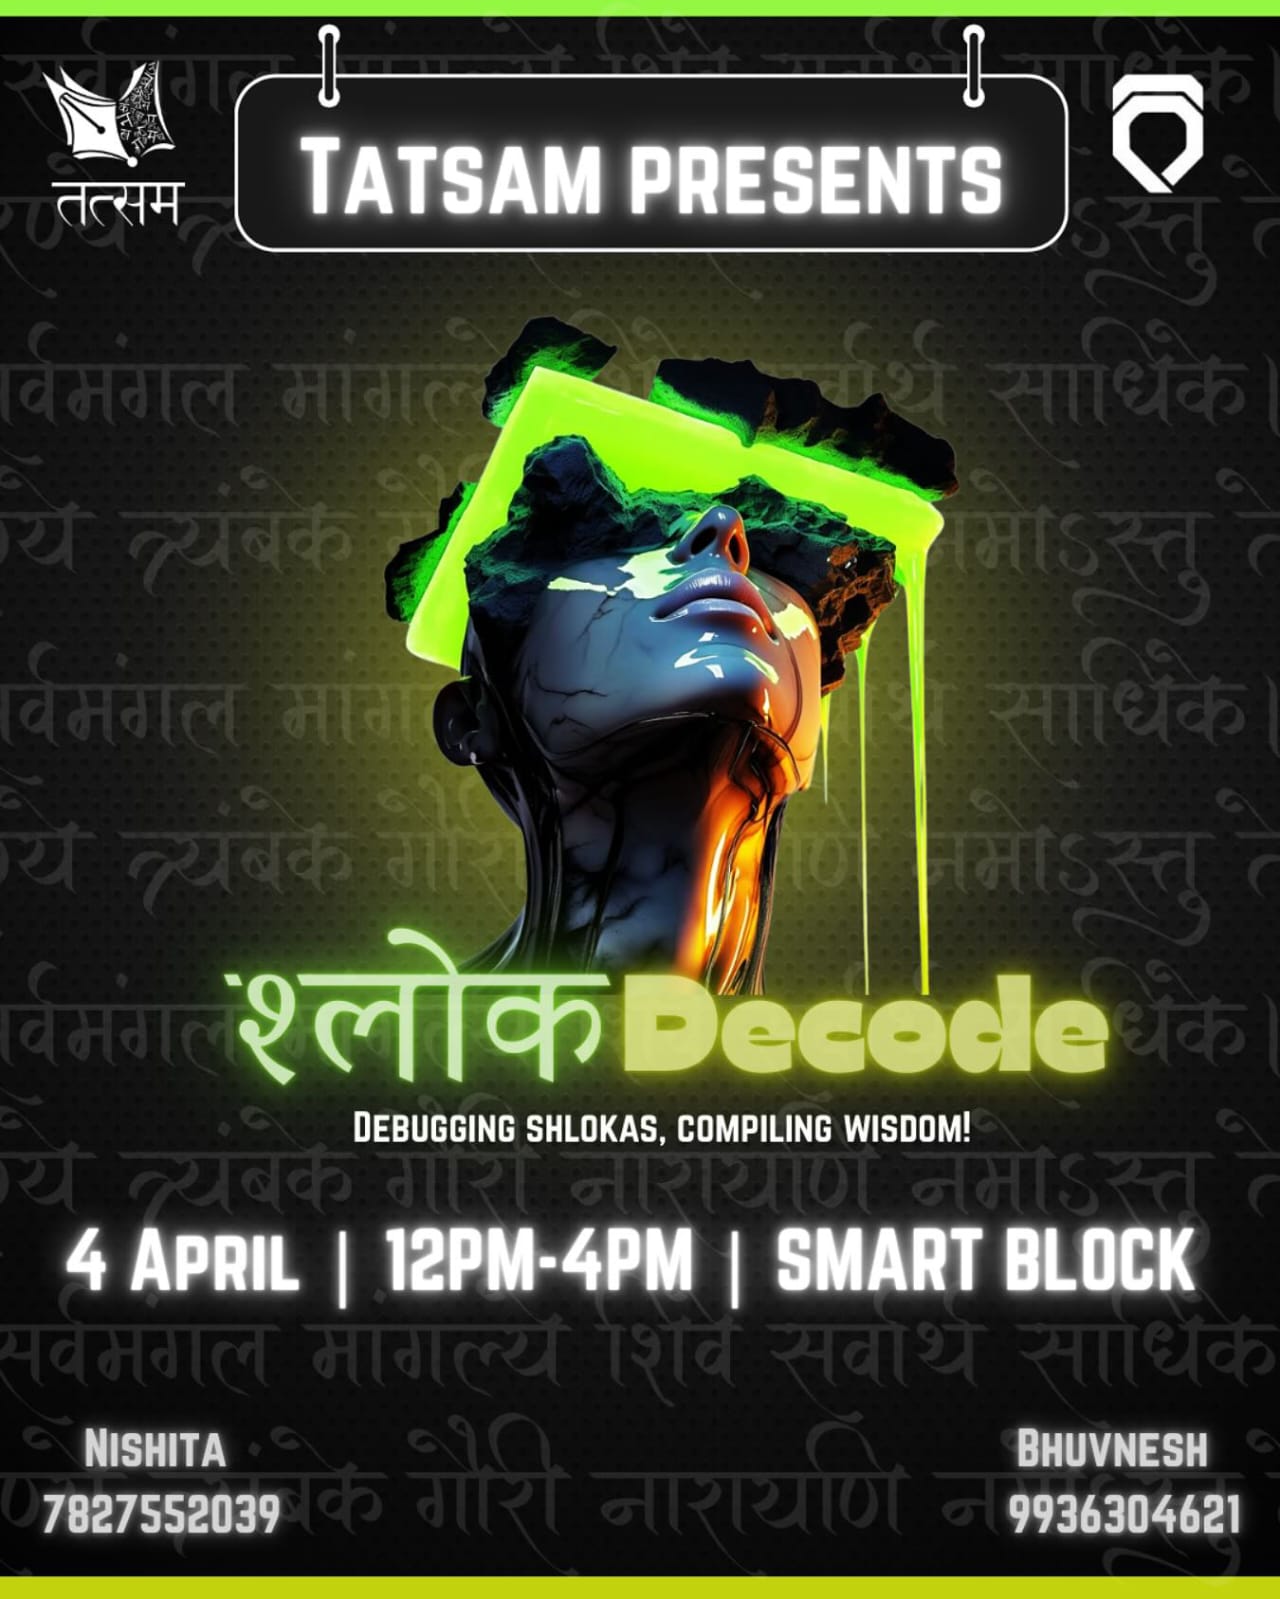 तत्सम
TATSAM PRESENTS
श्लोक Decode
DEBUGGING SHLOKAS, COMPILING WISDOM!
4 APRIL | 12PM-4PM | SMART BLOCK
NISHITA
7827552039
BHUVNESH
9936304621